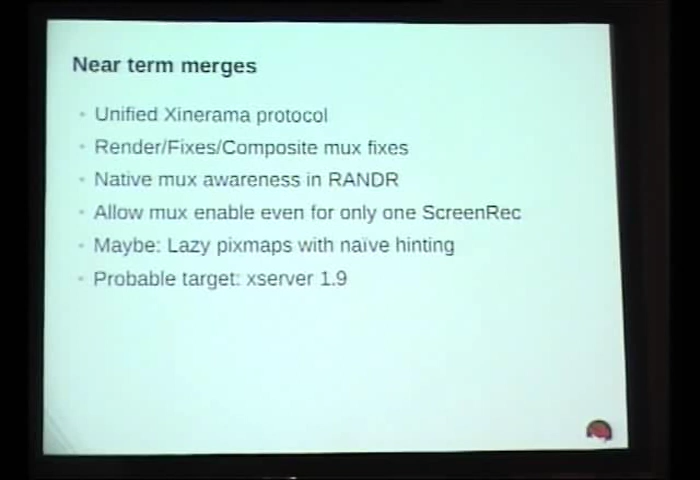 Near term merges
Unified Xinerama protocol
Render/Fixes/Composite mux fixes
Native mux awareness in RANDR
Allow mux enable even for only one ScreenRec
Maybe: Lazy pixmaps with naïve hinting
Probable target: xserver 1.9